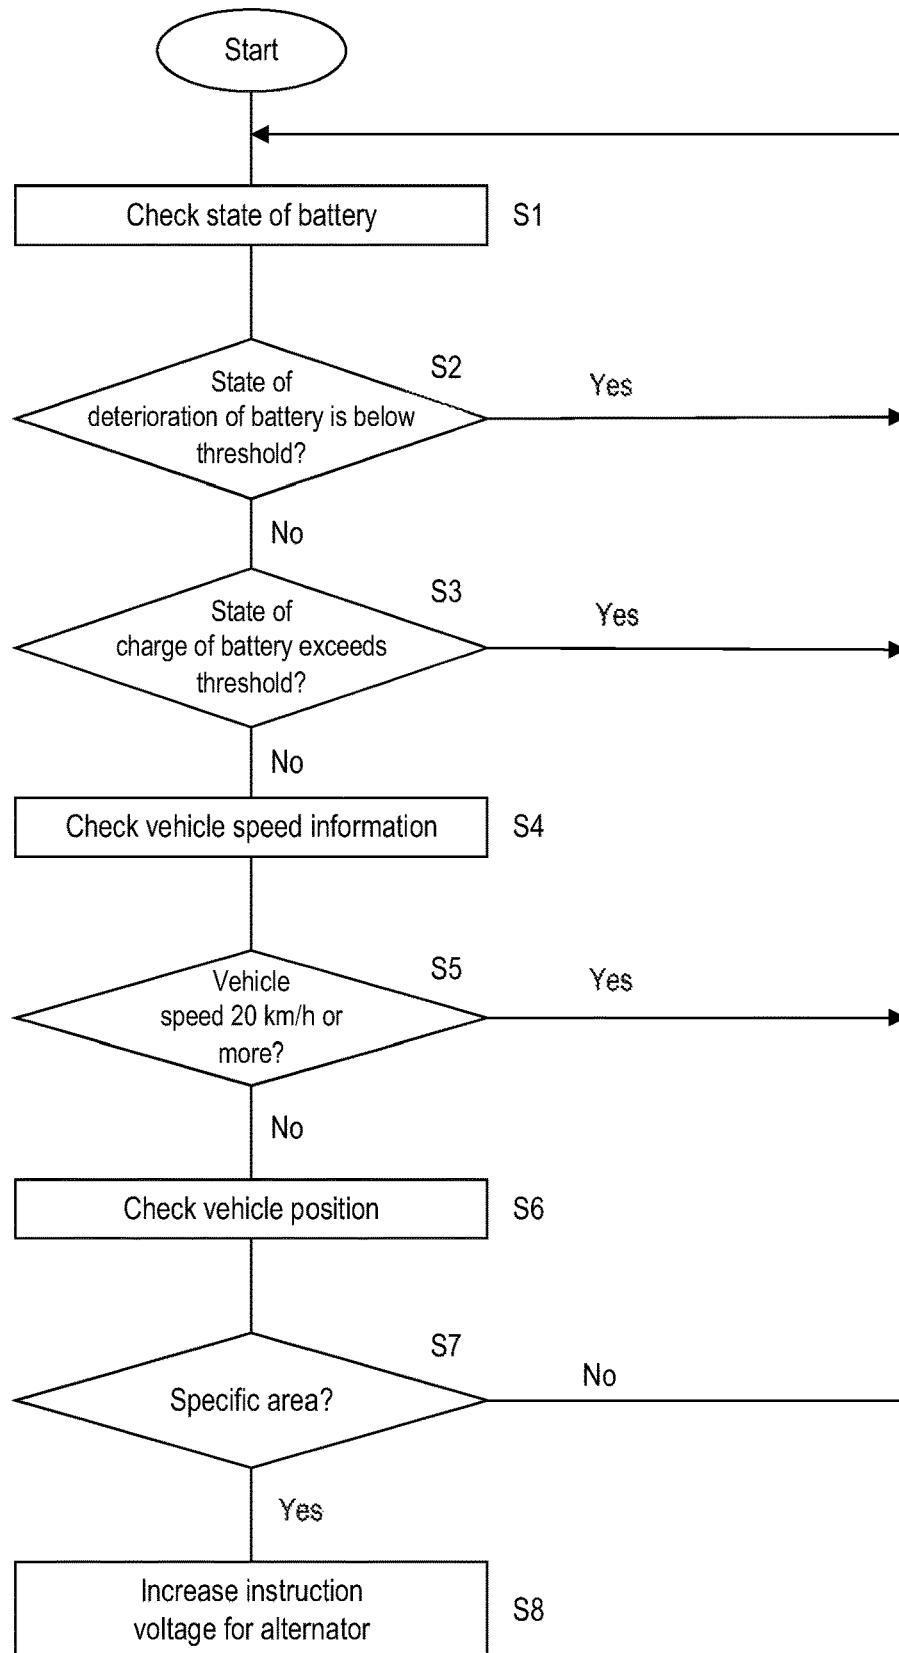 Start
Check state of battery
S1
S2
State of
deterioration of battery is below
threshold?
Yes
No
S3
State of
charge of battery exceeds
threshold?
Yes
No
Check vehicle speed information
S4
S5
Vehicle
speed 20 km/h or
more?
Yes
No
Check vehicle position
S6
S7
Specific area?
No
Yes
Increase instruction
voltage for alternator
S8